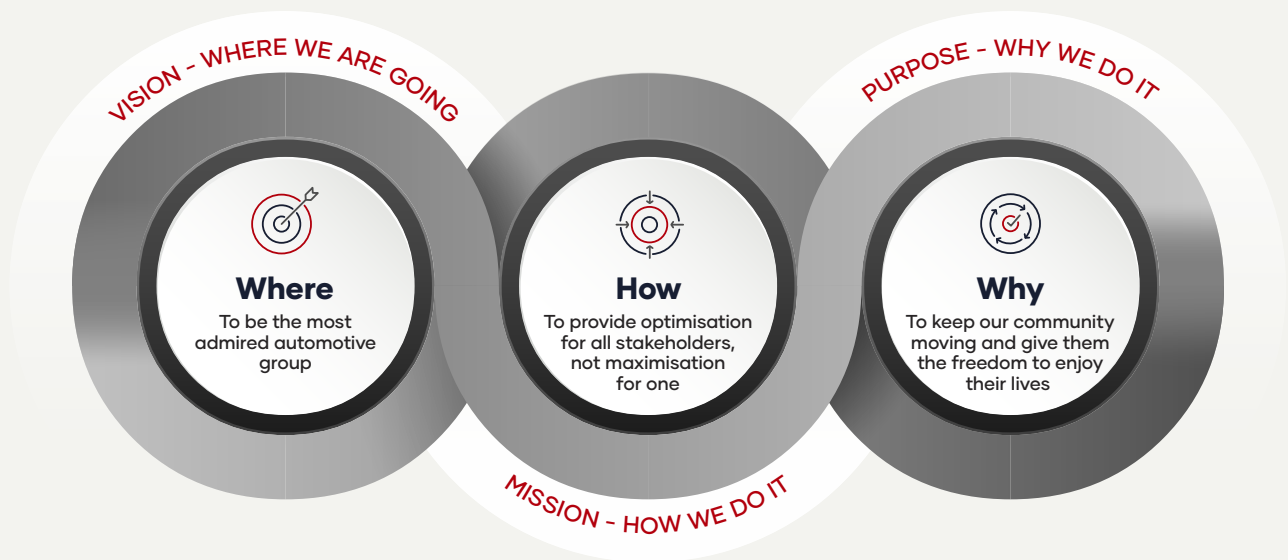 VISION - WHERE WE ARE GOING
Where
To be the most
admired automotive
group
MISSION - HOW WE DO IT
How
To provide optimisation
for all stakeholders,
not maximisation
for one
PURPOSE - WHY WE DO IT
Why
To keep our community
moving and give them
the freedom to enjoy
their lives